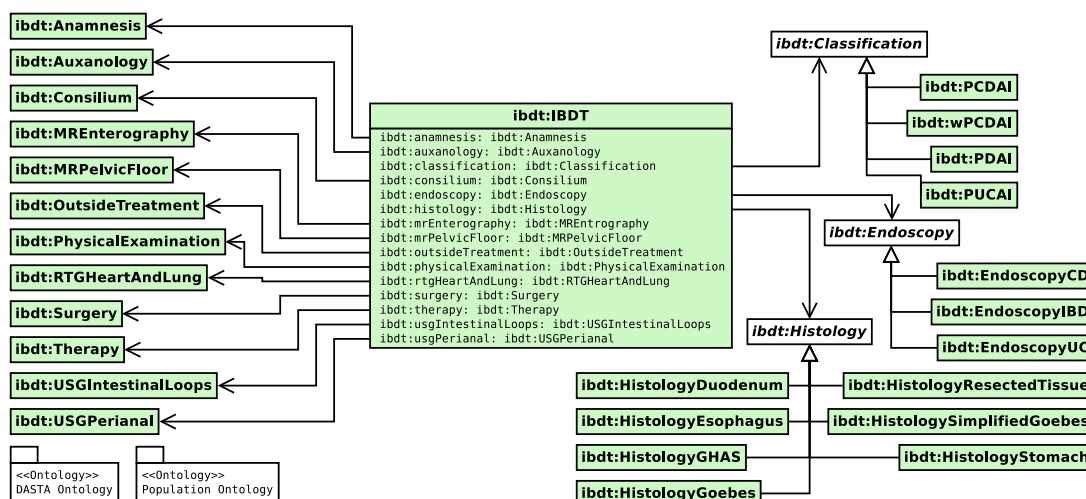 ibdt:Anamnesis
ibdt:Auxanology
ibdt:Consilium
ibdt:MREnterography
ibdt:MRPelvicFloor
ibdt:OutsideTreatment
ibdt:PhysicalExamination
ibdt:RTGHeartAndLung
ibdt:Surgery
ibdt:Therapy
ibdt:USGIntestinalLoops
ibdt:USGPerianal
<<Ontology>>
DASTA Ontology
<<Ontology>>
Population Ontology
ibdt:IBDT
ibdt:anamnesis: ibdt:Anamnesis
ibdt:auxanology: ibdt:Auxanology
ibdt:classification: ibdt:Classification
ibdt:consilium: ibdt:Consilium
ibdt:endoscopy: ibdt:Endoscopy
ibdt:histology: ibdt:Histology
ibdt:mrEnterography: ibdt:MREntrography
ibdt:mrPelvicFloor: ibdt:MRPelvicFloor
ibdt:outsideTreatment: ibdt:OutsideTreatment
ibdt:physicalExamination: ibdt:PhysicalExamination
ibdt:rtgHeartAndLung: ibdt:RTGHeartAndLung
ibdt:surgery: ibdt:Surgery
ibdt:therapy: ibdt:Therapy
ibdt:usgIntestinalLoops: ibdt:USGIntestinalLoops
ibdt:usgPerianal: ibdt:USGPerianal
ibdt:Classification
ibdt:PCDAI
ibdt:wPCDAI
ibdt:PDAI
ibdt:PUCAI
ibdt:Endoscopy
ibdt:EndoscopyCD
ibdt:EndoscopyIBD
ibdt:EndoscopyUC
ibdt:Histology
ibdt:HistologyDuodenum
ibdt:HistologyResectedTissue
ibdt:HistologyEsophagus
ibdt:HistologySimplifiedGoebes
ibdt:HistologyGHAS
ibdt:HistologyStomach
ibdt:HistologyGoebes